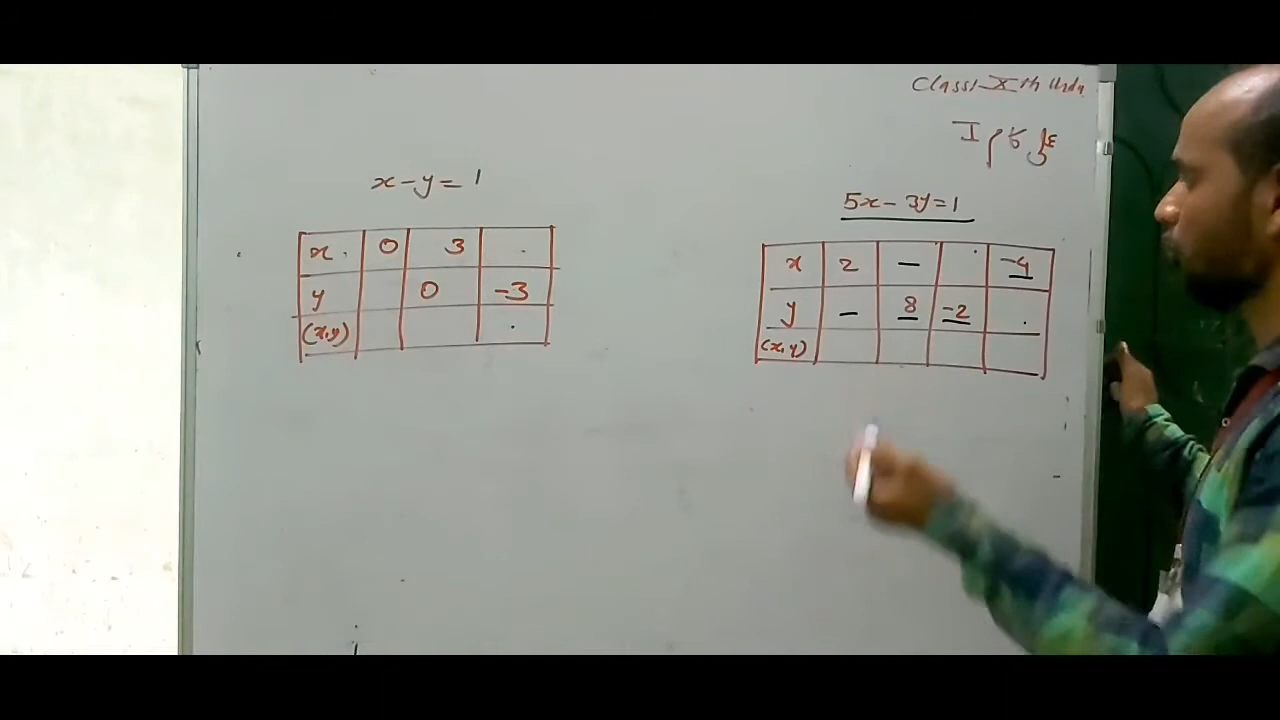 Class-Xth Urdu
x-y=1
x 0 3
y 0 -3
(x,y)
5x-3y=1
x 2 – -4
y – 8 -2
(x,y)